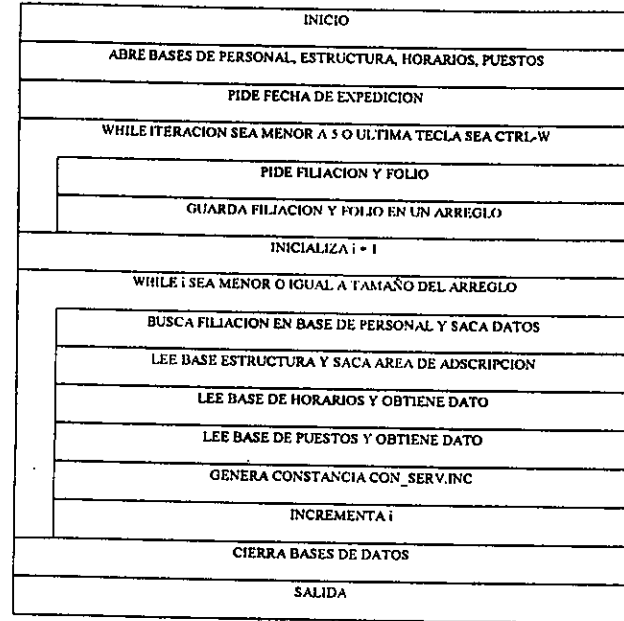 INICIO
ABRE BASES DE PERSONAL, ESTRUCTURA, HORARIOS, PUESTOS
PIDE FECHA DE EXPEDICION
WHILE ITERACION SEA MENOR A 5 O ULTIMA TECLA SEA CTRL-W
PIDE FILIACION Y FOLIO
GUARDA FILIACION Y FOLIO EN UN ARREGLO
INICIALIZA i = 1
WHILE i SEA MENOR O IGUAL A TAMAÑO DEL ARREGLO
BUSCA FILIACION EN BASE DE PERSONAL Y SACA DATOS
LEE BASE ESTRUCTURA Y SACA AREA DE ADSCRIPCION
LEE BASE DE HORARIOS Y OBTIENE DATO
LEE BASE DE PUESTOS Y OBTIENE DATO
GENERA CONSTANCIA CON_SERV.INC
INCREMENTA i
CIERRA BASES DE DATOS
SALIDA